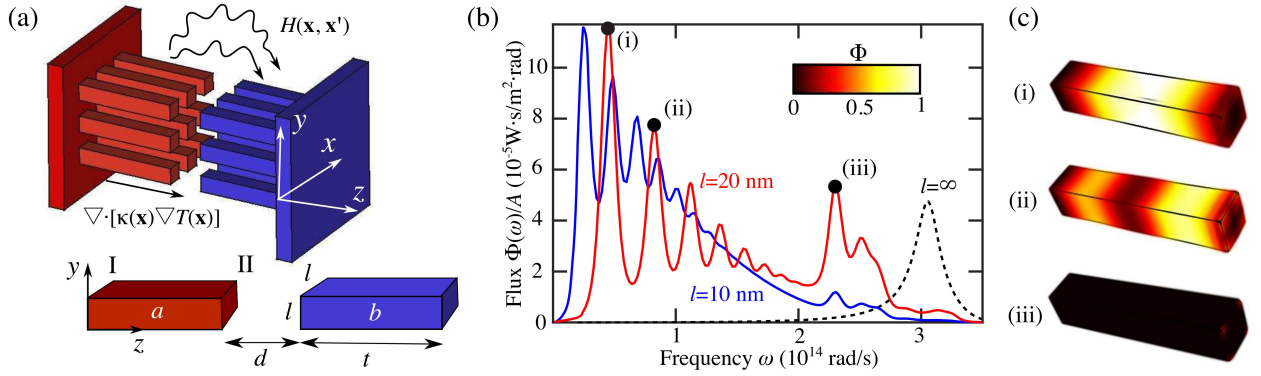 (a)
H(x, x')
y
x
z
▽·[κ(x)▽T(x)]
y
I
II
l
a
l
b
z
d
t
(b)
Flux Φ(ω)/A (10⁻⁵W·s/m²·rad)
10
8
6
4
2
0
(i)
(ii)
(iii)
Φ
0
0.5
1
l=20 nm
l=10 nm
l=∞
1
2
3
Frequency ω (10¹⁴ rad/s)
(c)
(i)
(ii)
(iii)